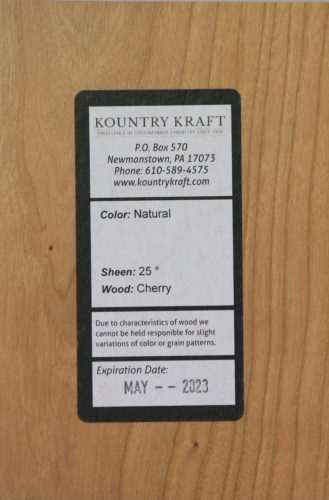 KOUNTRY KRAFT
EXCELLENCE IN CUSTOM MADE CABINETRY SINCE 1959
P.O. Box 570
Newmanstown, PA 17073
Phone: 610-589-4575
www.kountrykraft.com
Color: Natural
Sheen: 25 °
Wood: Cherry
Due to characteristics of wood we
cannot be held responsible for slight
variations of color or grain patterns.
Expiration Date:
MAY -- 2023